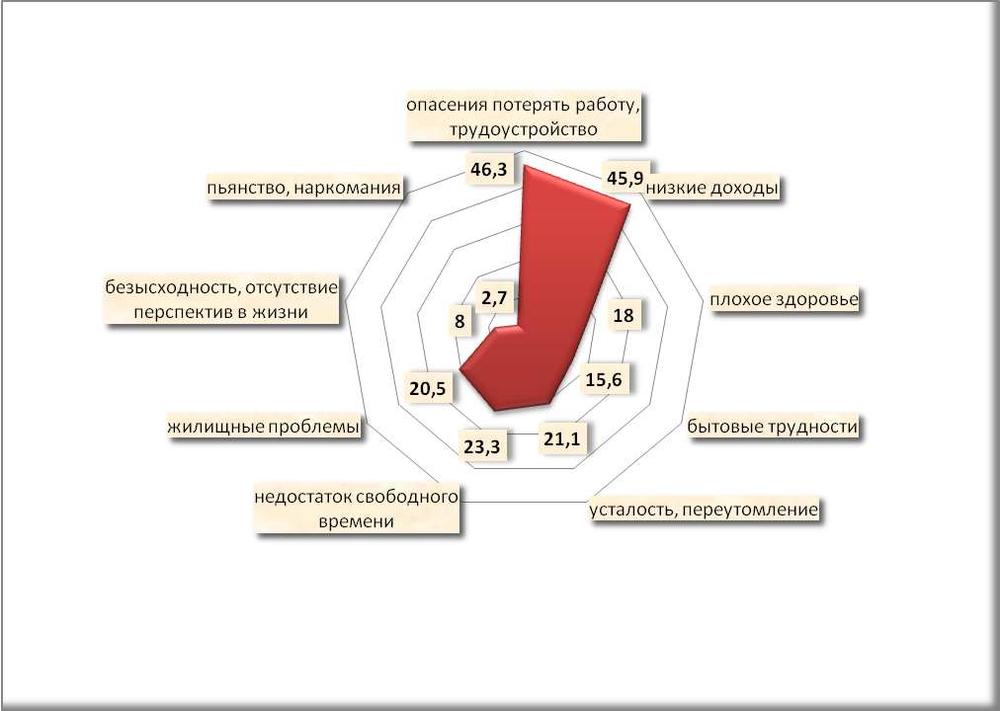 опасения потерять работу,
трудоустройство
46,3
45,9
низкие доходы
пьянство, наркомания
безысходность, отсутствие
перспектив в жизни
2,7
8
18
плохое здоровье
15,6
20,5
жилищные проблемы
23,3
21,1
бытовые трудности
недостаток свободного
времени
усталость, переутомление